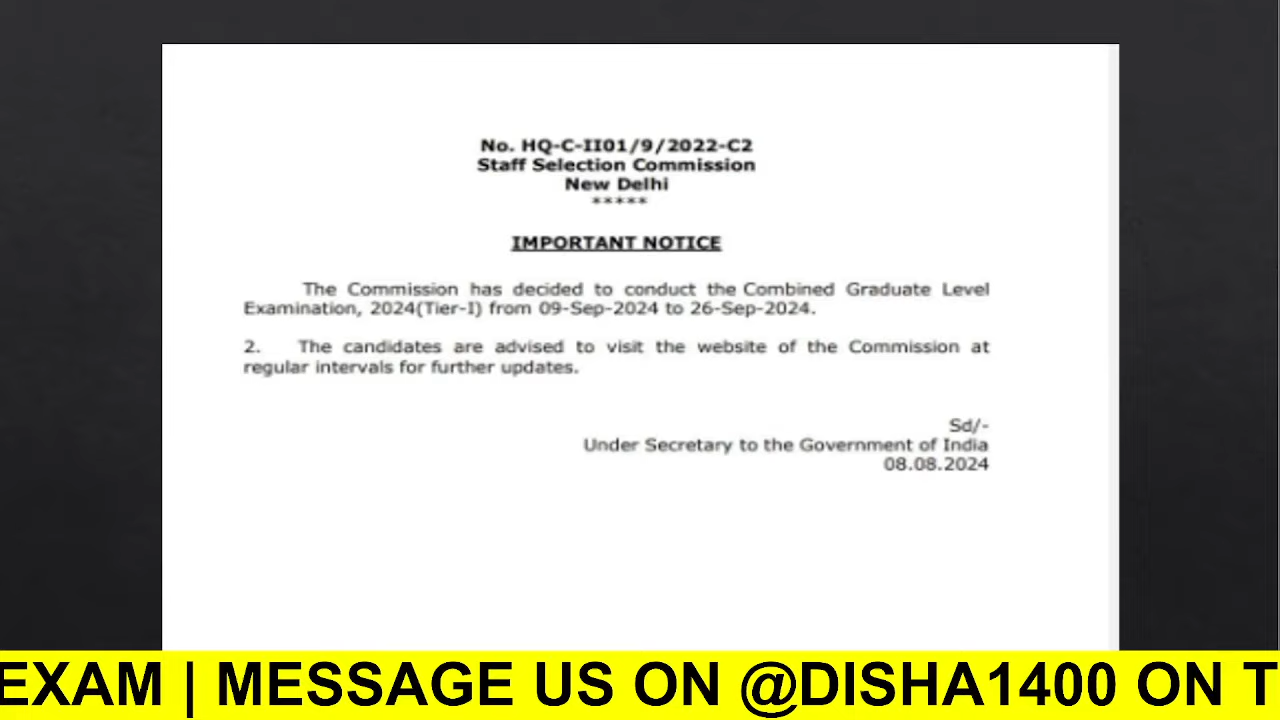 No. HQ-C-II01/9/2022-C2
Staff Selection Commission
New Delhi
*****
IMPORTANT NOTICE
The Commission has decided to conduct the Combined Graduate Level
Examination, 2024(Tier-I) from 09-Sep-2024 to 26-Sep-2024.
2. The candidates are advised to visit the website of the Commission at
regular intervals for further updates.
Sd/-
Under Secretary to the Government of India
08.08.2024
EXAM | MESSAGE US ON @DISHA1400 ON T